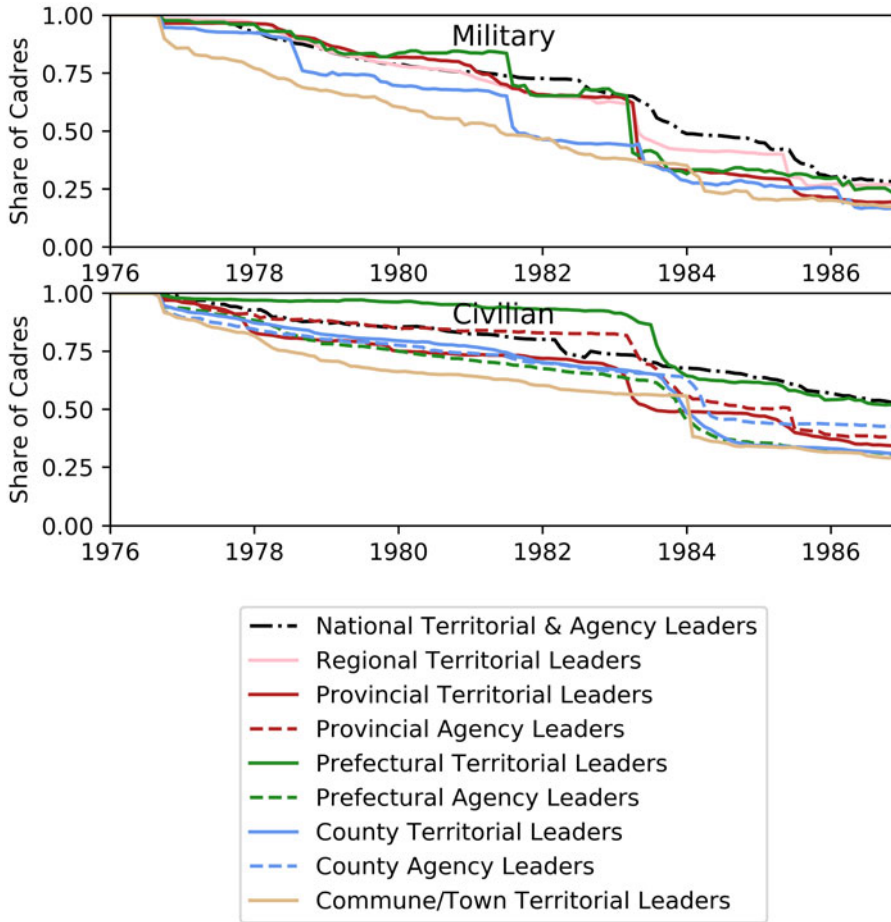 Military
Share of Cadres
1.00
0.75
0.50
0.25
0.00
1976 1978 1980 1982 1984 1986
Civilian
Share of Cadres
1.00
0.75
0.50
0.25
0.00
1976 1978 1980 1982 1984 1986
National Territorial & Agency Leaders
Regional Territorial Leaders
Provincial Territorial Leaders
Provincial Agency Leaders
Prefectural Territorial Leaders
Prefectural Agency Leaders
County Territorial Leaders
County Agency Leaders
Commune/Town Territorial Leaders